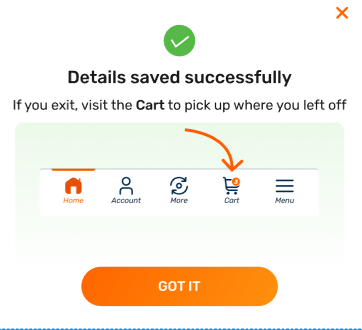 Details saved successfully
If you exit, visit the Cart to pick up where you left off
Home Account More Cart Menu
GOT IT